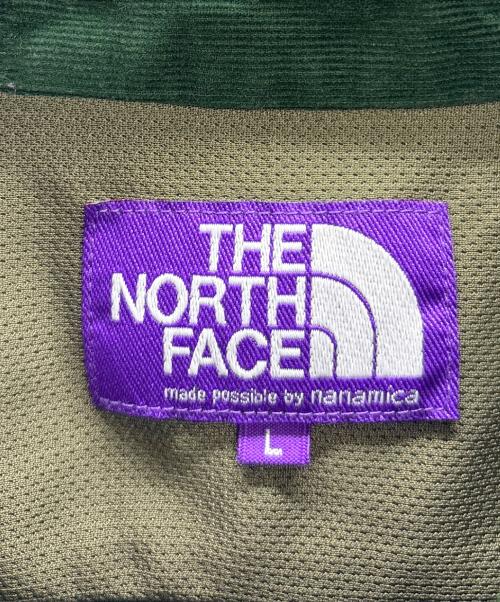 THE
NORTH
FACE
made possible by nanamica
L